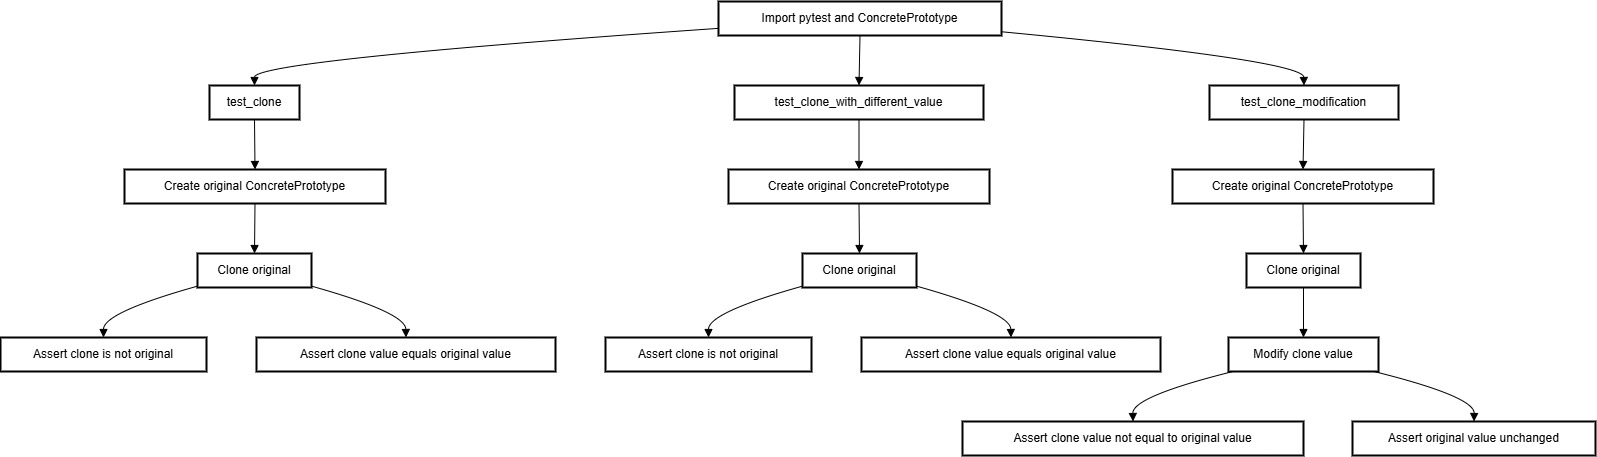 Import pytest and ConcretePrototype
test_clone
test_clone_with_different_value
test_clone_modification
Create original ConcretePrototype
Create original ConcretePrototype
Create original ConcretePrototype
Clone original
Clone original
Clone original
Assert clone is not original
Assert clone value equals original value
Assert clone is not original
Assert clone value equals original value
Modify clone value
Assert clone value not equal to original value
Assert original value unchanged